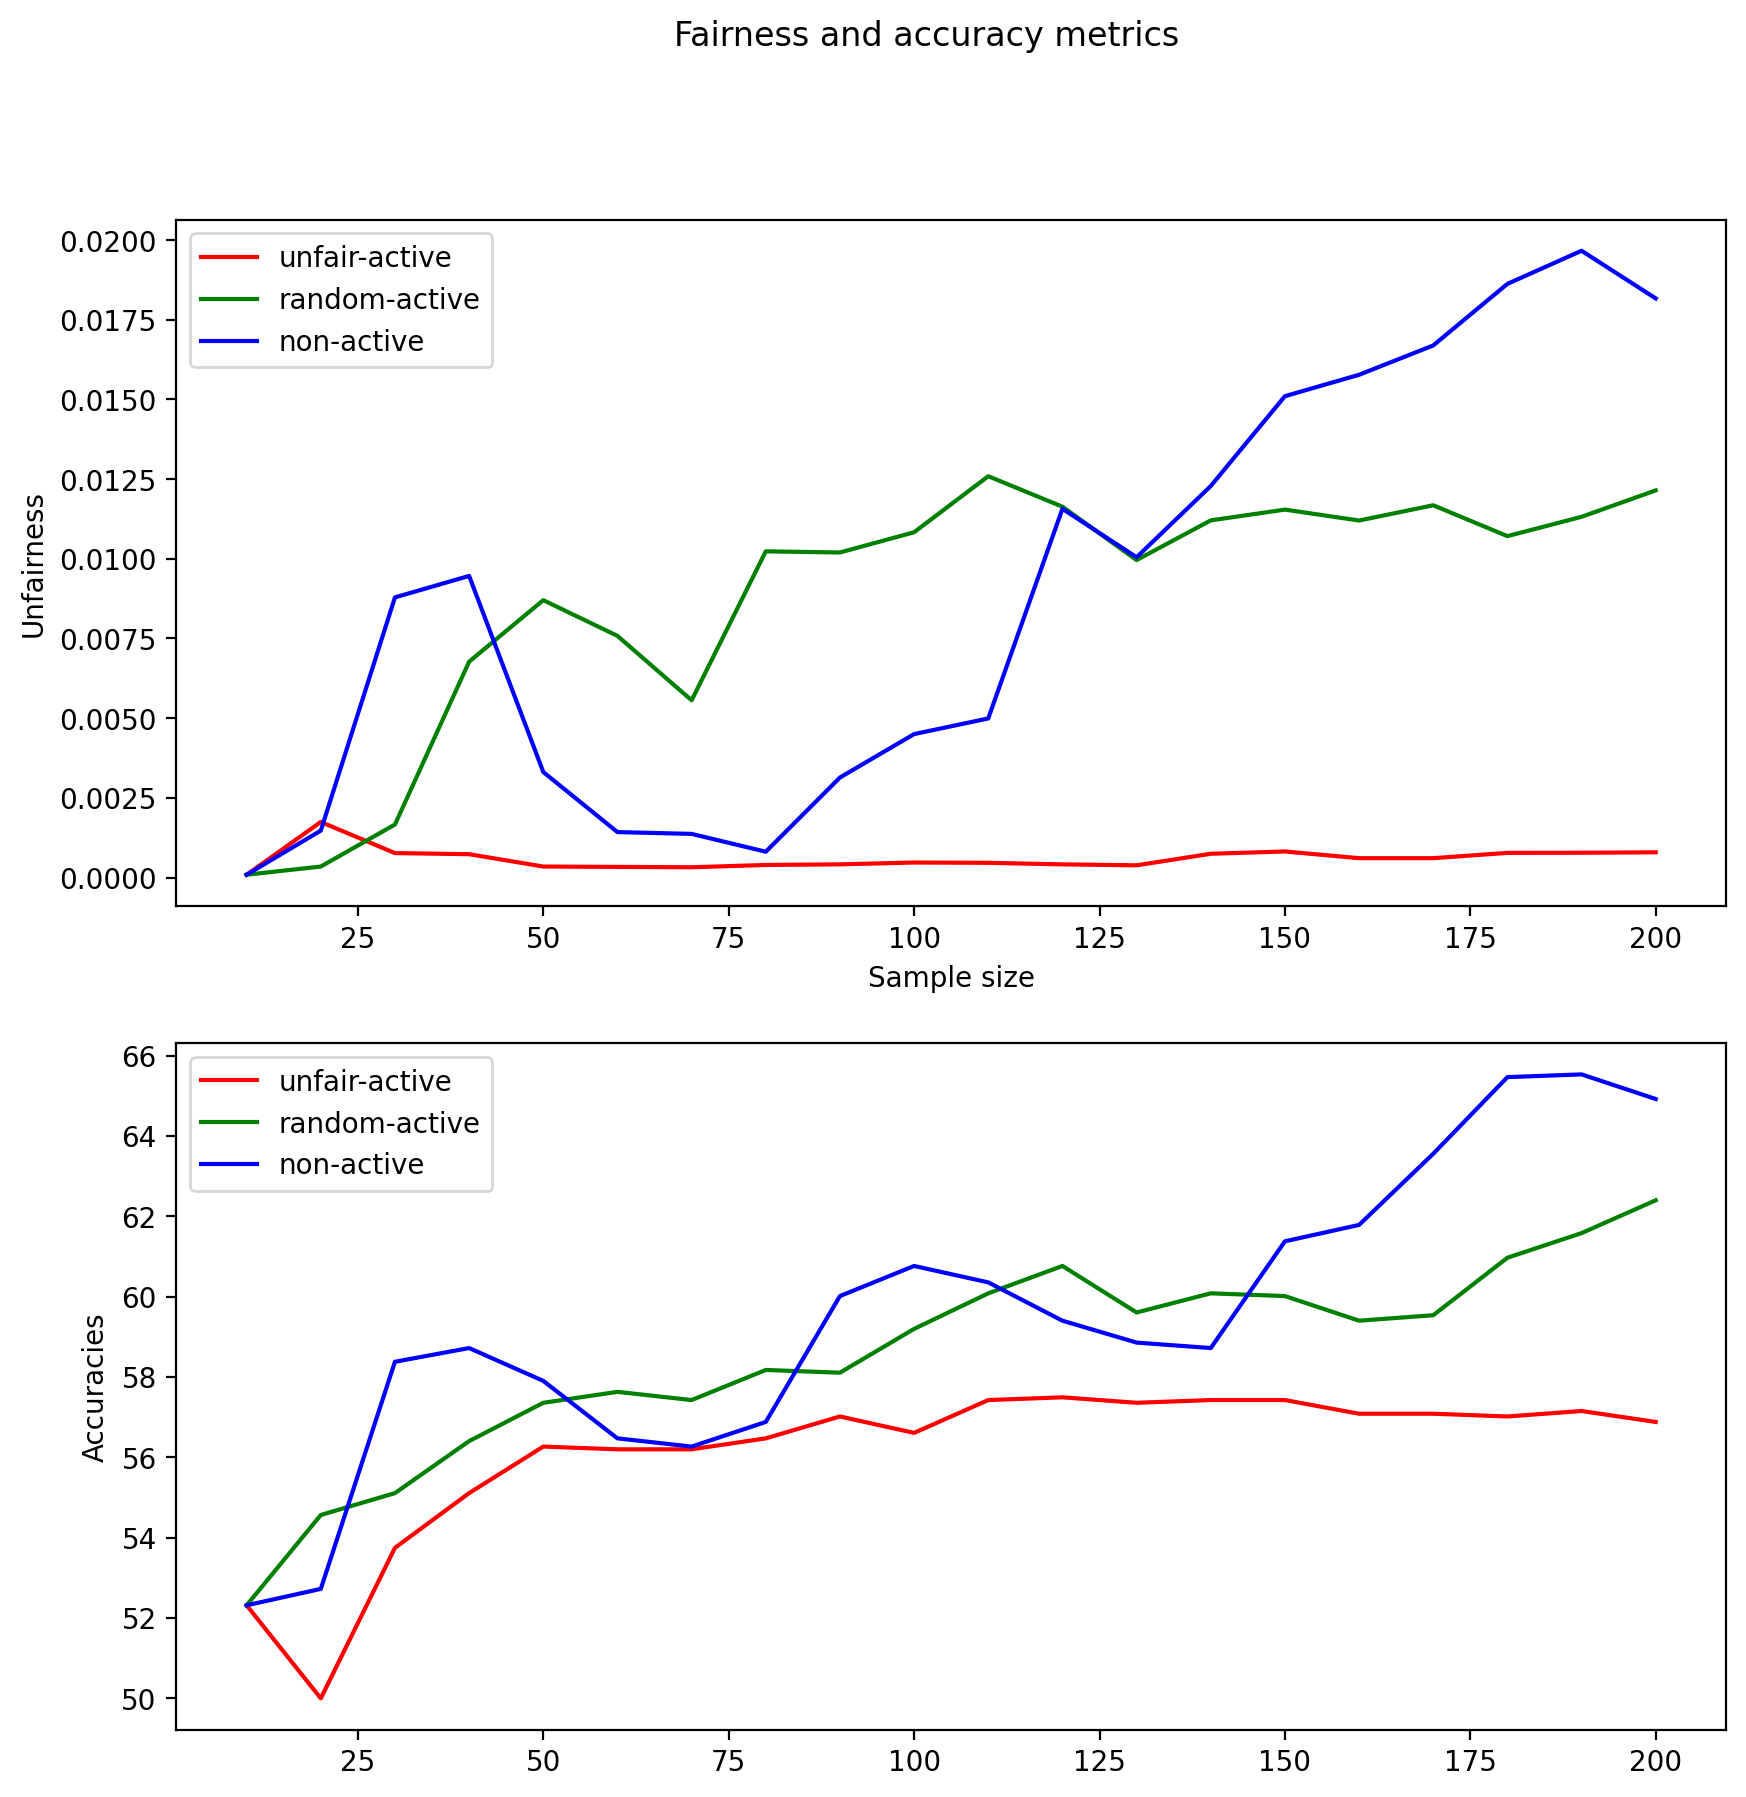 Fairness and accuracy metrics
0.0200
0.0175
0.0150
0.0125
0.0100
0.0075
0.0050
0.0025
0.0000
Unfairness
unfair-active
random-active
non-active
25 50 75 100 125 150 175 200
Sample size
66
64
62
60
58
56
54
52
50
Accuracies
unfair-active
random-active
non-active
25 50 75 100 125 150 175 200